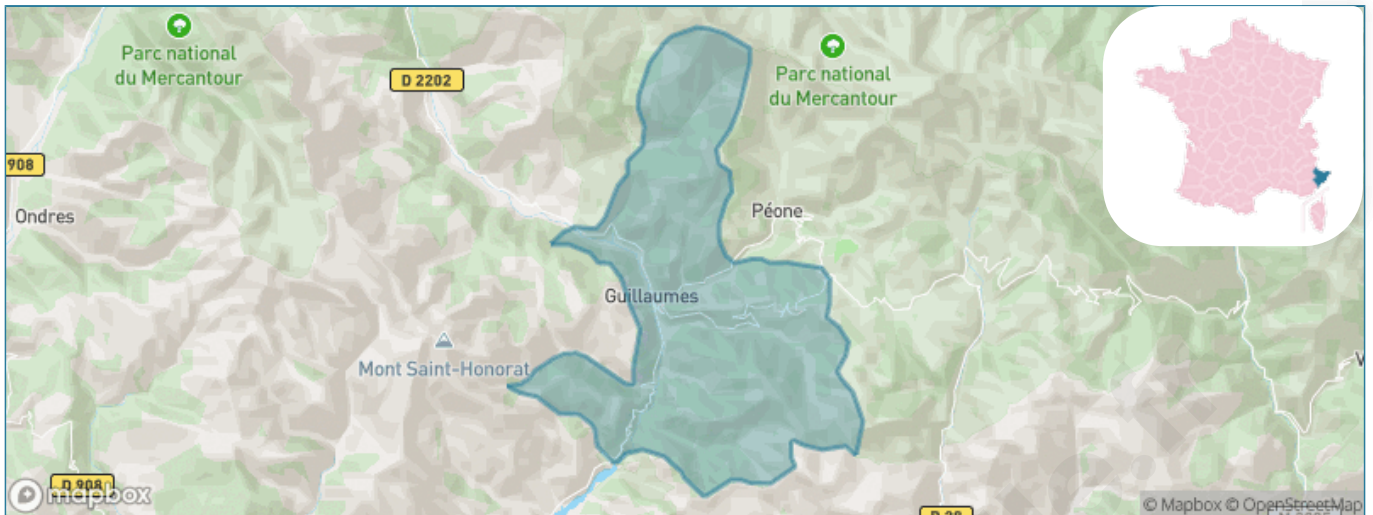 Parc national
du Mercantour
D 2202
Parc national
du Mercantour
908
Ondres
Péone
Guillaumes
Mont Saint-Honorat
D 908
mapbox
© Mapbox © OpenStreetMap